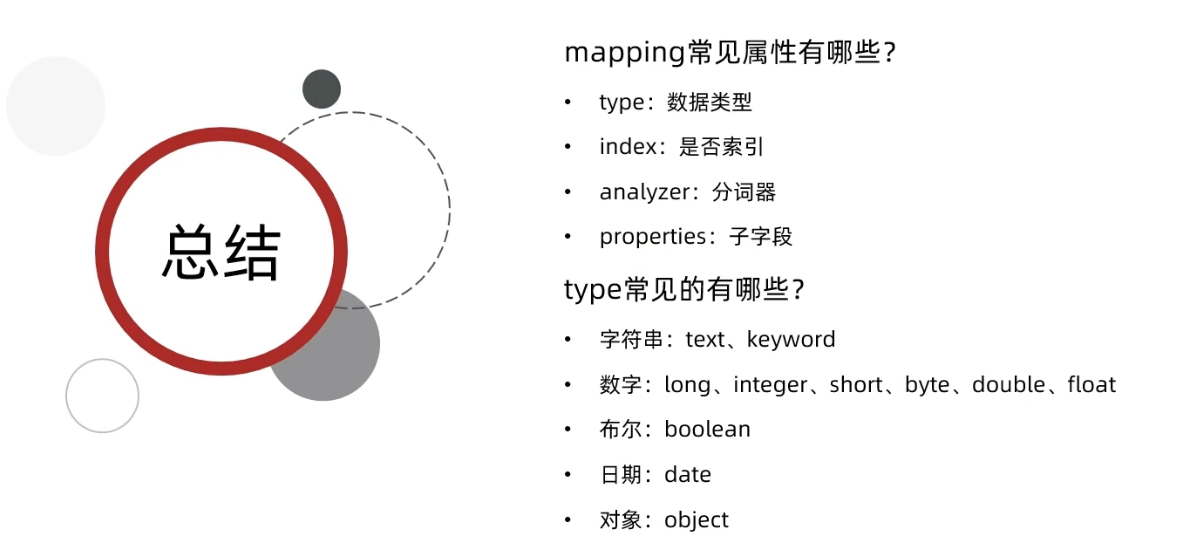 总结
mapping常见属性有哪些？
• type：数据类型
• index：是否索引
• analyzer：分词器
• properties：子字段
type常见的有哪些？
• 字符串：text、keyword
• 数字：long、integer、short、byte、double、float
• 布尔：boolean
• 日期：date
• 对象：object